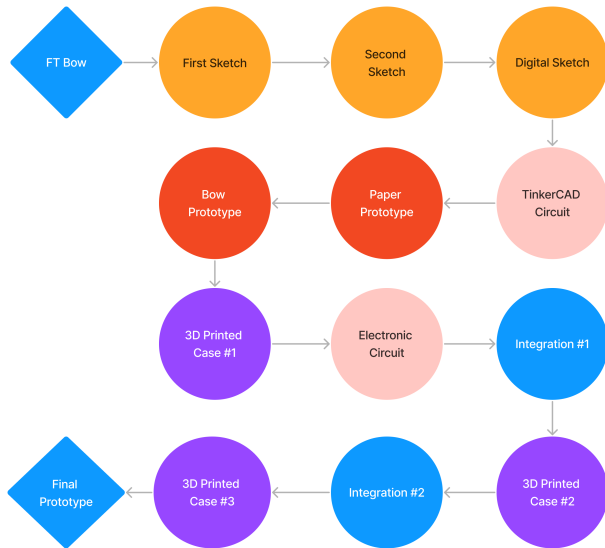 FT Bow
First Sketch
Second
Sketch
Digital Sketch
Bow
Prototype
Paper
Prototype
TinkerCAD
Circuit
3D Printed
Case #1
Electronic
Circuit
Integration #1
Final
Prototype
3D Printed
Case #3
Integration #2
3D Printed
Case #2